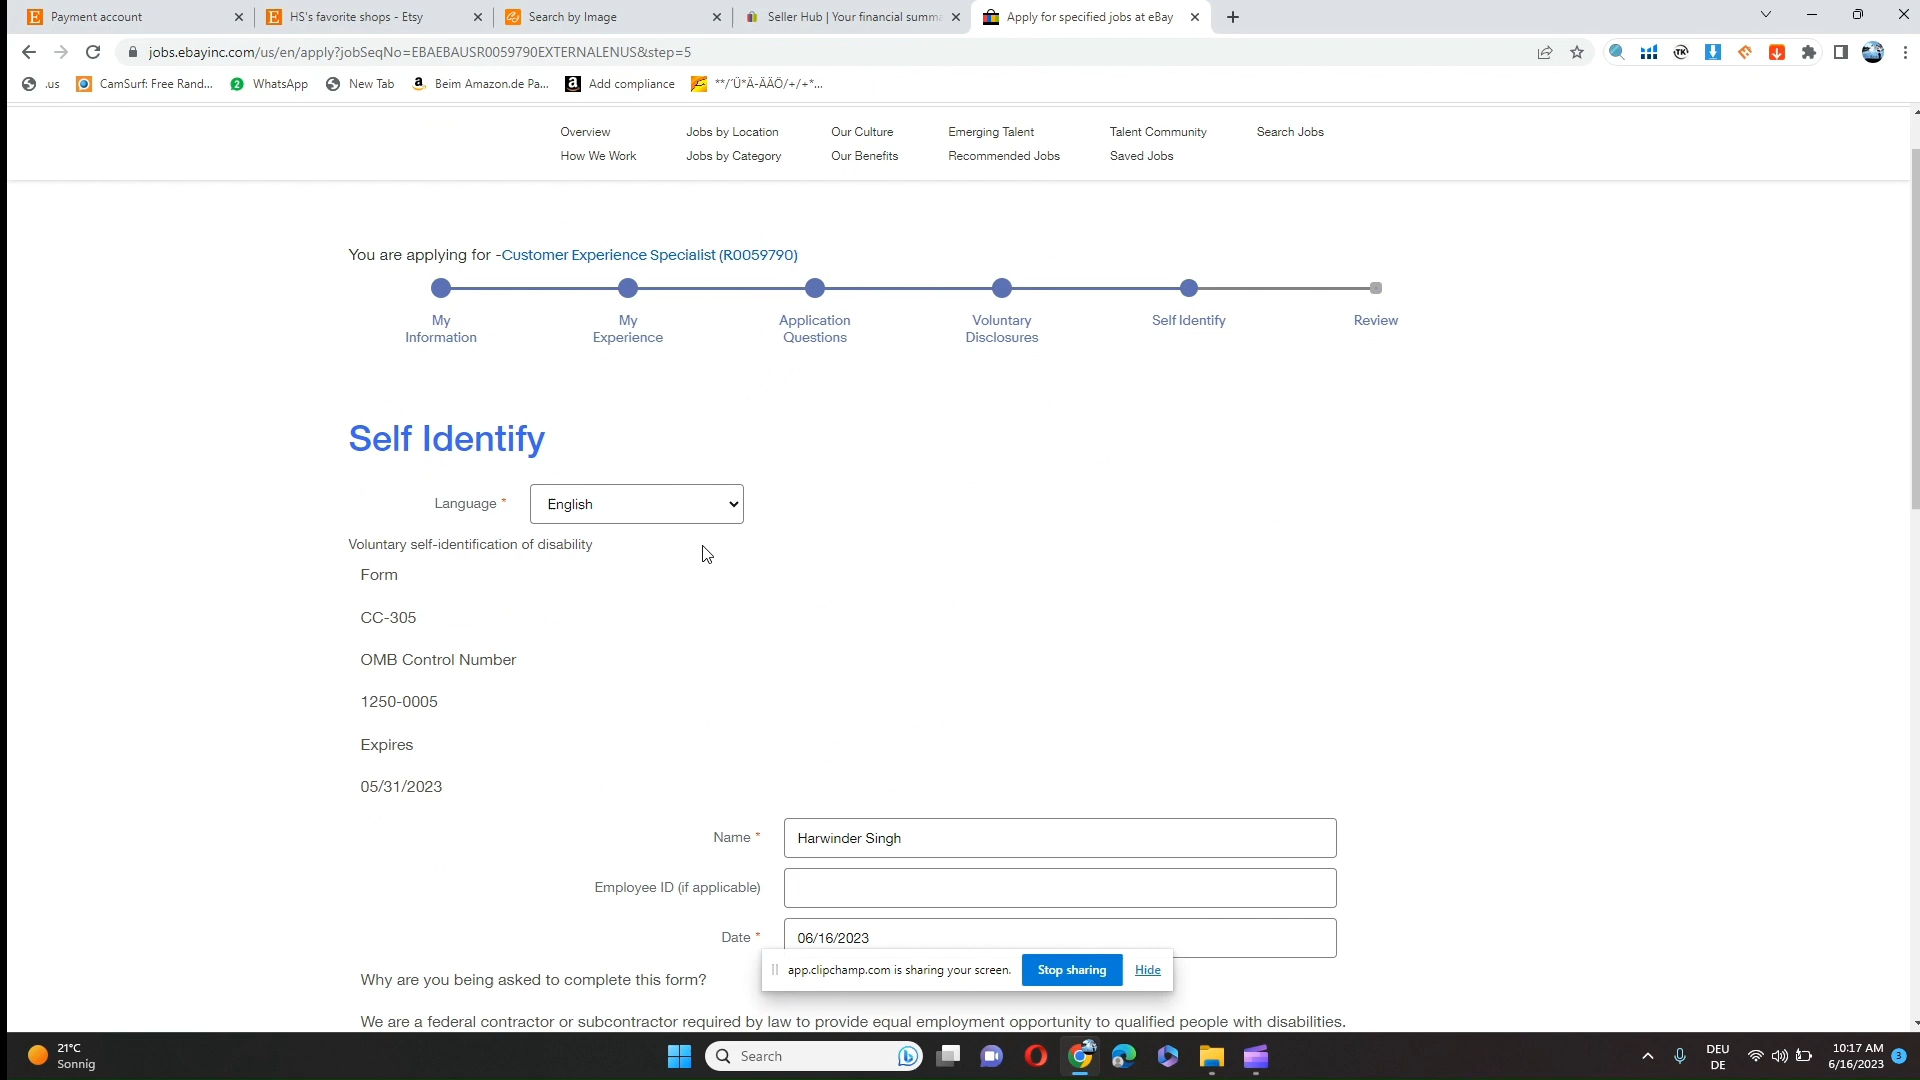 Payment account
HS's favorite shops - Etsy
Search by Image
Seller Hub | Your financial summa
Apply for specified jobs at eBay
jobs.ebayinc.com/us/en/apply?jobSeqNo=EBAEBAUSR0059790EXTERNALENUS&step=5
.us
CamSurf: Free Rand...
WhatsApp
New Tab
Beim Amazon.de Pa...
Add compliance
**/´Ü*Ä-ÄÄÖ/+/+*...
Overview
Jobs by Location
Our Culture
Emerging Talent
Talent Community
Search Jobs
How We Work
Jobs by Category
Our Benefits
Recommended Jobs
Saved Jobs
You are applying for -Customer Experience Specialist (R0059790)
My Information
My Experience
Application Questions
Voluntary Disclosures
Self Identify
Review
Self Identify
Language *
English
Voluntary self-identification of disability
Form
CC-305
OMB Control Number
1250-0005
Expires
05/31/2023
Name *
Harwinder Singh
Employee ID (if applicable)
Date *
06/16/2023
app.clipchamp.com is sharing your screen.
Stop sharing
Hide
Why are you being asked to complete this form?
We are a federal contractor or subcontractor required by law to provide equal employment opportunity to qualified people with disabilities.
21°C
Sonnig
Search
DEU
DE
10:17 AM
6/16/2023
3